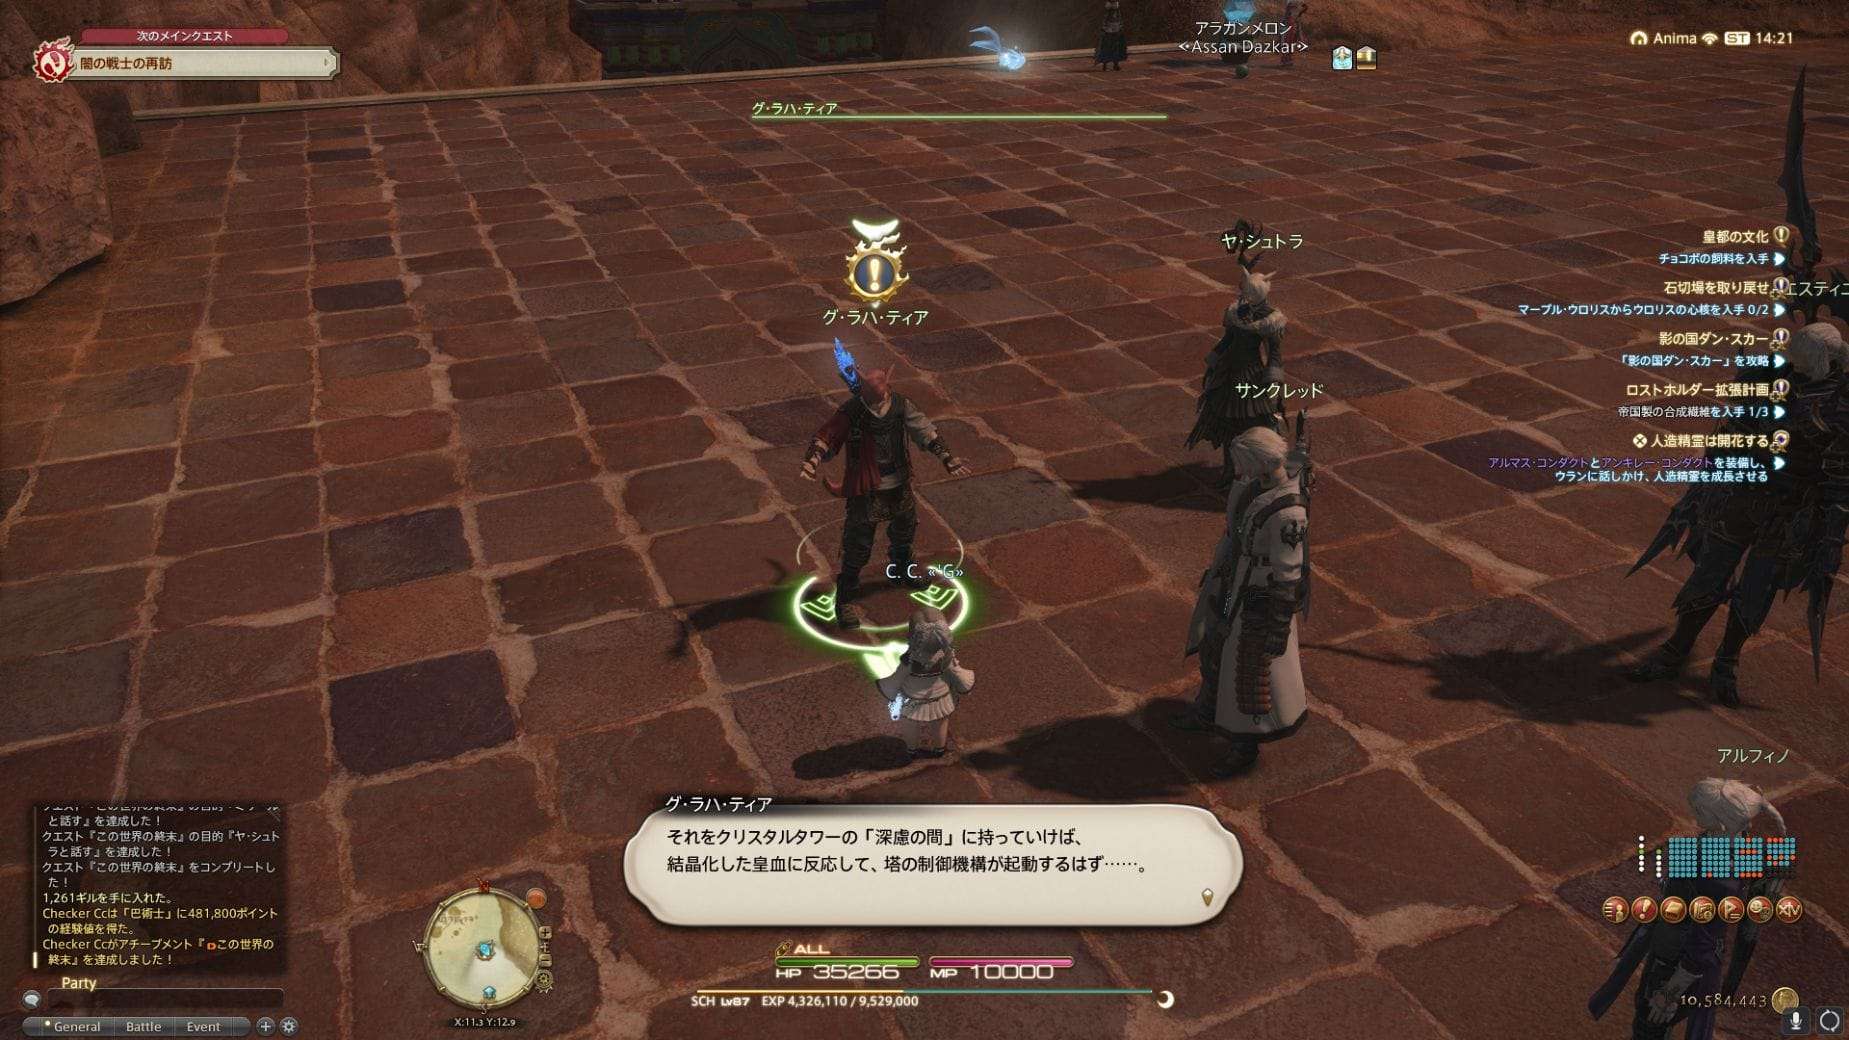 次のメインクエスト
闇の戦士の再訪
アラガンメロン
«Assan Dazkar»
Anima ST 14:21
グ・ラハ・ティア
皇都の文化
チョコボの飼料を入手
石切場を取り戻せ
マーブル・ウロリスからウロリスの心核を入手 0/2
影の国ダン・スカー
「影の国ダン・スカー」を攻略
ロストホルダー拡張計画
帝国製の合成繊維を入手 1/3
人造精霊は開花する
アルマス・コンダクトとアンキレー・コンダクトを装備し、
ウランに話しかけ、人造精霊を成長させる
ヤ・シュトラ
エスティニ
グ・ラハ・ティア
サンクレッド
C. C. «G»
アルフィノ
グ・ラハ・ティア
それをクリスタルタワーの「深慮の間」に持っていけば、
結晶化した皇血に反応して、塔の制御機構が起動するはず……。
と話す』を達成した！
クエスト『この世界の終末』の目的『ヤ・シュト
ラと話す』を達成した！
クエスト『この世界の終末』をコンプリートし
た！
1,261ギルを手に入れた。
Checker Ccは「巴術士」に481,800ポイント
の経験値を得た。
Checker Ccがアチーブメント『この世界の
終末』を達成しました！
Party
General Battle Event
X:11.3 Y:12.9
ALL
HP 35266 MP 10000
SCH Lv87 EXP 4,326,110 / 9,529,000
10,584,443